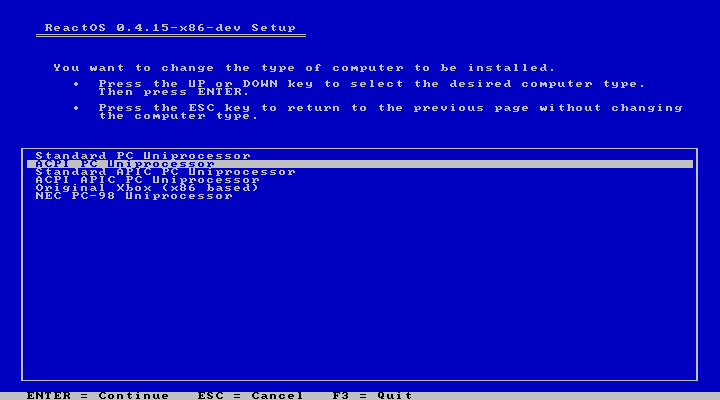 ReactOS 0.4.15-x86-dev Setup
You want to change the type of computer to be installed.
• Press the UP or DOWN key to select the desired computer type.
Then press ENTER.
• Press the ESC key to return to the previous page without changing
the computer type.
Standard PC Uniprocessor
ACPI PC Uniprocessor
Standard APIC PC Uniprocessor
ACPI APIC PC Uniprocessor
Original Xbox (x86 based)
NEC PC-98 Uniprocessor
ENTER = Continue   ESC = Cancel   F3 = Quit